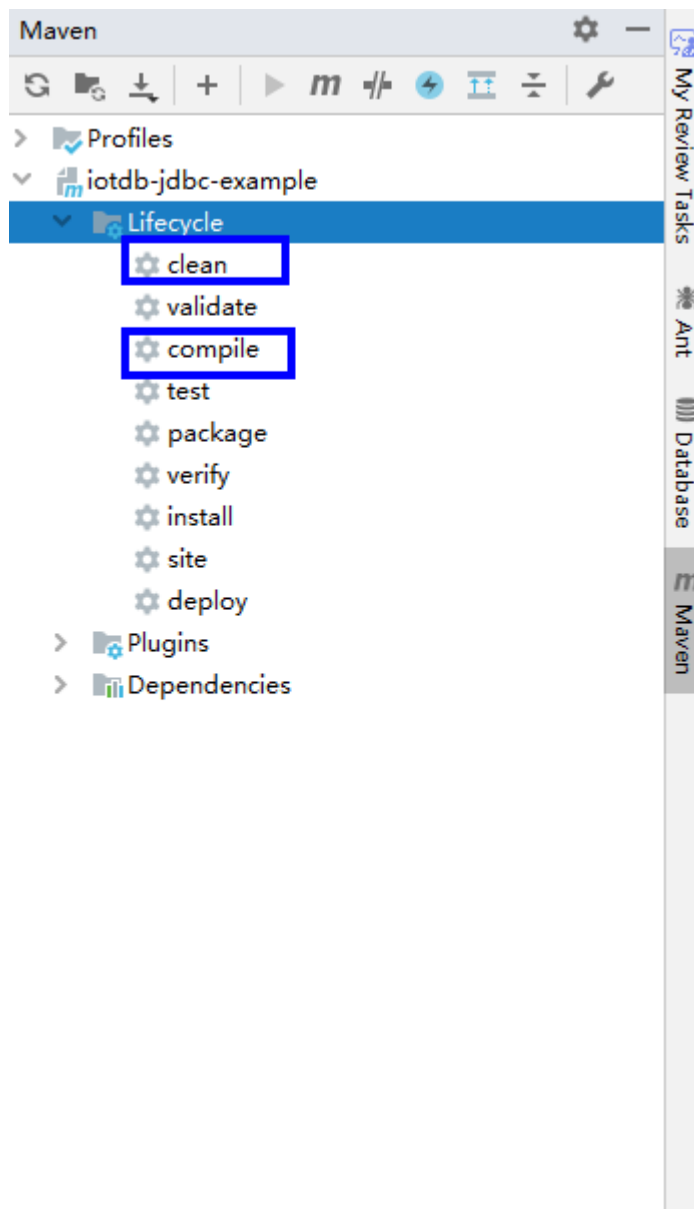 Maven
Profiles
iotdb-jdbc-example
Lifecycle
clean
validate
compile
test
package
verify
install
site
deploy
Plugins
Dependencies
My Review Tasks
Ant
Database
Maven